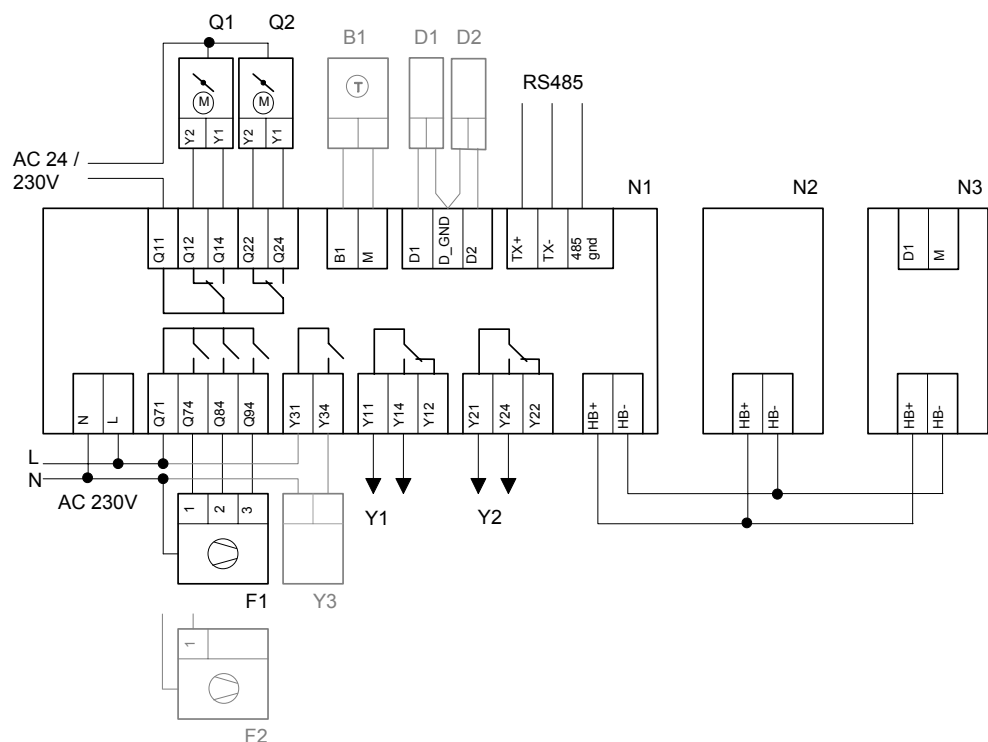 Q1 Q2 B1 D1 D2
RS485
T
M M
Y2 Y1 Y2 Y1
AC 24 /
230V
N1 N2 N3
Q11 Q12 Q14 Q22 Q24 B1 M D1 D_GND D2 TX+ TX- 485 gnd D1 M
N L Q71 Q74 Q84 Q94 Y31 Y34 Y11 Y14 Y12 Y21 Y24 Y22 HB+ HB- HB+ HB- HB+ HB-
L
N
AC 230V
1 2 3
Y1 Y2
F1 Y3
1
F2